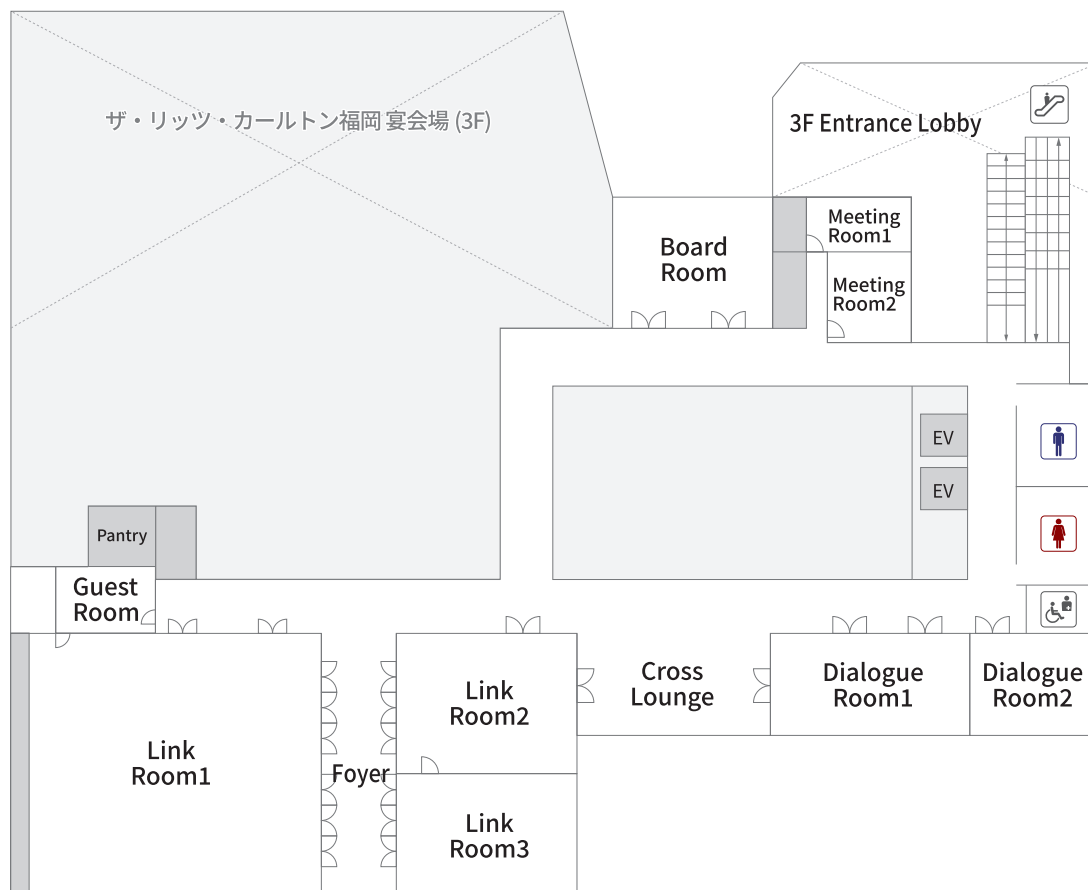 ザ・リッツ・カールトン福岡 宴会場 (3F)
3F Entrance Lobby
Meeting
Room1
Board
Room
Meeting
Room2
EV
EV
Pantry
Guest
Room
Cross
Lounge
Dialogue
Room1
Dialogue
Room2
Link
Room2
Link
Room1
Foyer
Link
Room3